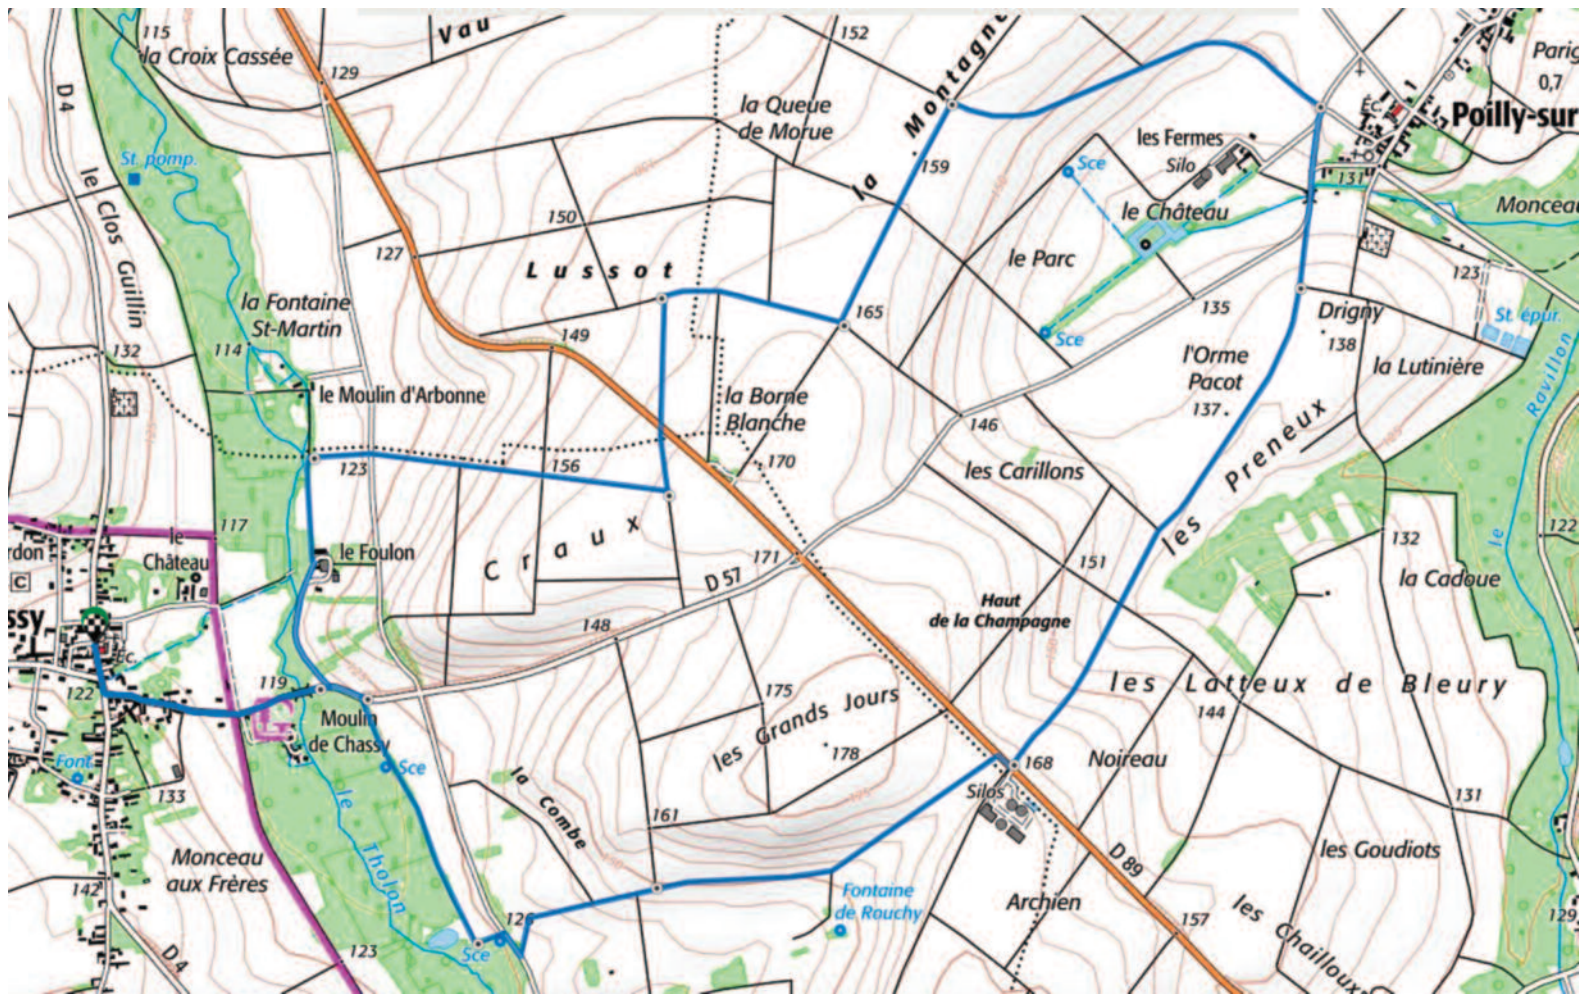 115
la Croix Cassée
Vau
129
152
la Montagne
Parig
0,7
D4
la Queue
de Morue
les Fermes
Silo
Éc.
Poilly-sur
St. pomp.
159
Sce
131
le Clos Guillin
150
le Château
Monceau
127
Lussot
le Parc
123
la Fontaine
St-Martin
135
Drigny
St. épur.
132
114
149
165
Sce
138
l'Orme
Pacot
la Lutinière
le Moulin d'Arbonne
la Borne
Blanche
137
146
le Ravillon
123
156
170
les Carillons
les Preneux
117
Craux
rdon
le
Château
le Foulon
171
D 57
151
132
122
C
la Cadoue
ssy
148
Haut
de la Champagne
Éc.
122
119
175
les Latteux de Bleury
Moulin
de Chassy
les Grands Jours
144
178
Noireau
168
Font.
Sce
la Combe
Silos
133
131
161
le Tholon
les Goudiots
Monceau
aux Frères
D 89
142
Fontaine
de Rouchy
Archien
126
157
les Chailloux
129
Sce
D4
123